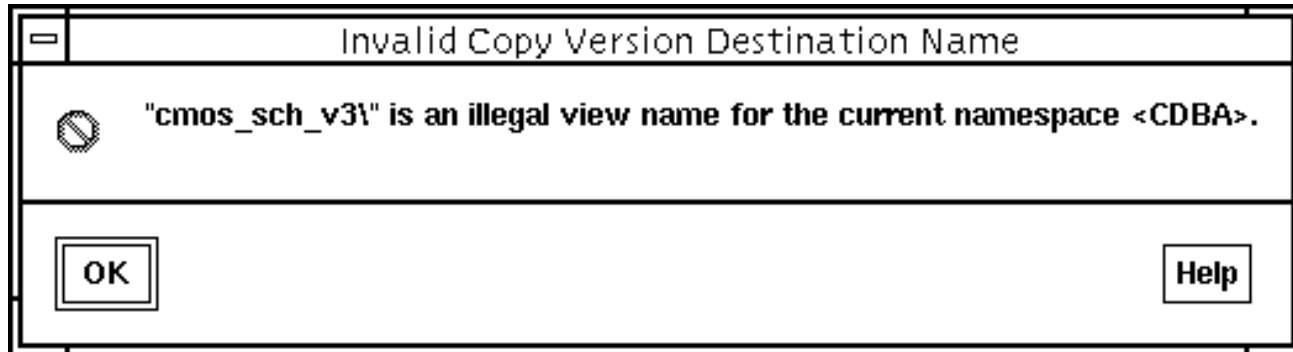 Invalid Copy Version Destination Name
"cmos_sch_v3\" is an illegal view name for the current namespace <CDBA>.
OK
Help